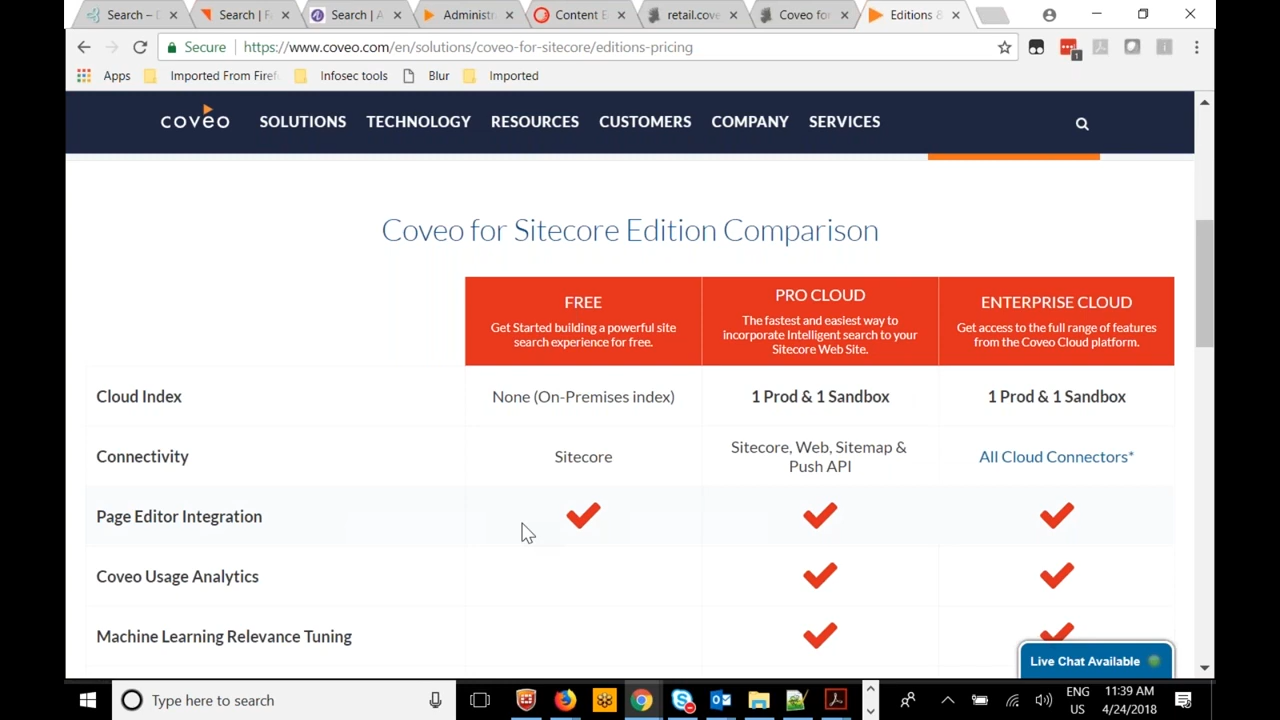 Search – D
Search | F
Search | A
Administr
Content E
retail.cove
Coveo for
Editions &
Secure
https://www.coveo.com/en/solutions/coveo-for-sitecore/editions-pricing
1
Apps
Imported From Firef
Infosec tools
Blur
Imported
coveo
SOLUTIONS
TECHNOLOGY
RESOURCES
CUSTOMERS
COMPANY
SERVICES
Coveo for Sitecore Edition Comparison
FREE
Get Started building a powerful site
search experience for free.
PRO CLOUD
The fastest and easiest way to
incorporate Intelligent search to your
Sitecore Web Site.
ENTERPRISE CLOUD
Get access to the full range of features
from the Coveo Cloud platform.
Cloud Index
None (On-Premises index)
1 Prod & 1 Sandbox
1 Prod & 1 Sandbox
Connectivity
Sitecore
Sitecore, Web, Sitemap &
Push API
All Cloud Connectors*
Page Editor Integration
Coveo Usage Analytics
Machine Learning Relevance Tuning
Live Chat Available
Type here to search
ENG
US
11:39 AM
4/24/2018